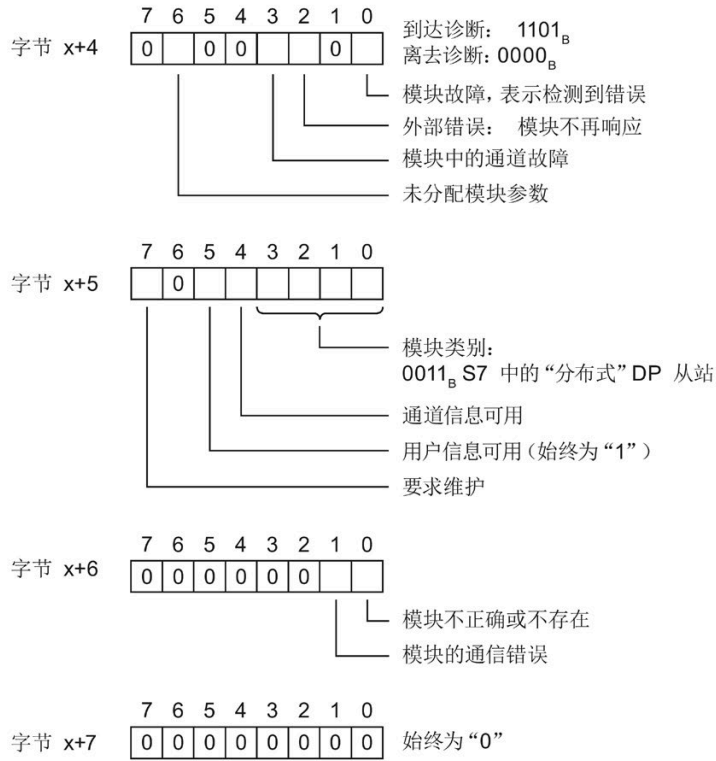 7 6 5 4 3 2 1 0
字节 x+4
0 0 0 0
到达诊断： 1101B
离去诊断：0000B
模块故障，表示检测到错误
外部错误： 模块不再响应
模块中的通道故障
未分配模块参数
7 6 5 4 3 2 1 0
字节 x+5
0
模块类别：
0011B S7 中的“分布式”DP 从站
通道信息可用
用户信息可用（始终为“1”）
要求维护
7 6 5 4 3 2 1 0
字节 x+6
0 0 0 0 0 0
模块不正确或不存在
模块的通信错误
7 6 5 4 3 2 1 0
字节 x+7
0 0 0 0 0 0 0 0
始终为“0”